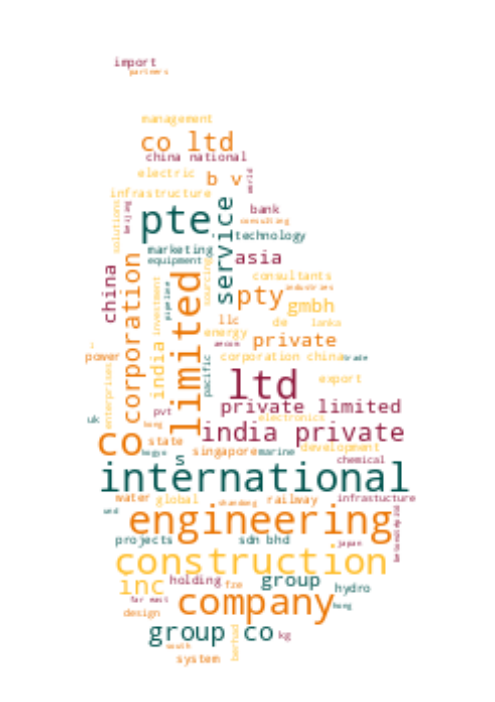 import
partners
management
co ltd
china national
electric
b v
world
infrastructure
solutions
beijing
pte
service
bank
consulting
technology
marketing
equipment
asia
sourcing
china
corporation
india
investment
pipeline
limited
consultants
industries
pty
gmbh
llc
de
lanka
energy
aecom
private
power
pacific
corporation china
trade
enterprises
ltd
export
private limited
pvt
uk
hong
electronics
india private
co
state
development
singapore
marine
s
chemical
international
water
global
shandong
railway
infrastucture
engineering
projects
sdn bhd
japan
construction
inc
holding
fze
group
hydro
far east
company
design
group co
kg
south
berhad
system